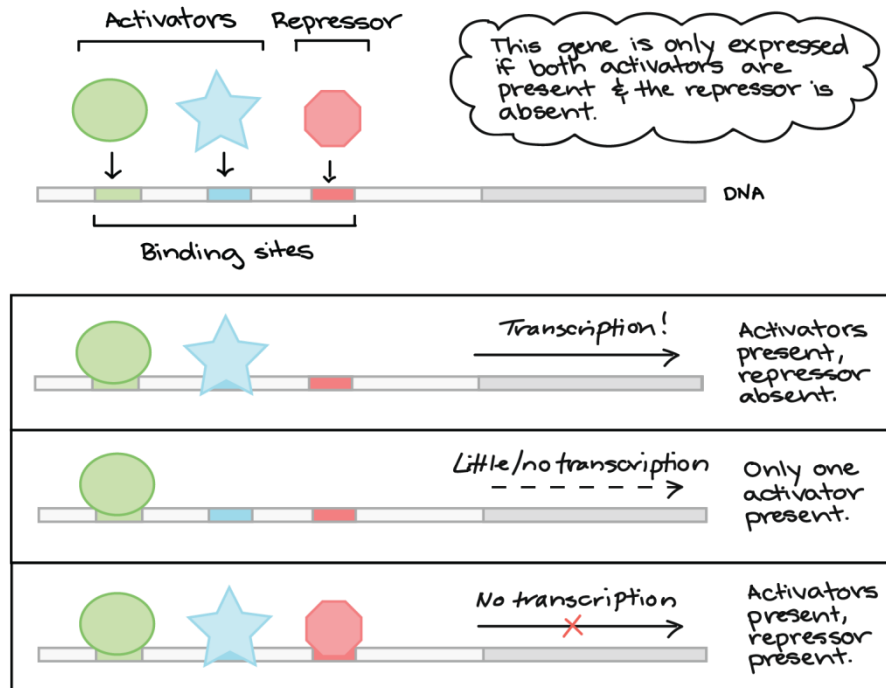 Activators
Repressor
This gene is only expressed
if both activators are
present & the repressor is
absent.
DNA
Binding sites
Transcription!
Activators
present,
repressor
absent.
Little/no transcription
Only one
activator
present.
No transcription
Activators
present,
repressor
present.